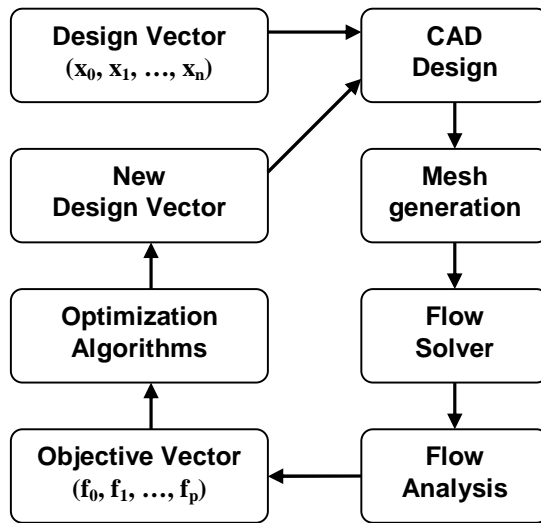 Design Vector
(x₀, x₁, …, xₙ)
CAD
Design
New
Design Vector
Mesh
generation
Optimization
Algorithms
Flow
Solver
Objective Vector
(f₀, f₁, …, fₚ)
Flow
Analysis